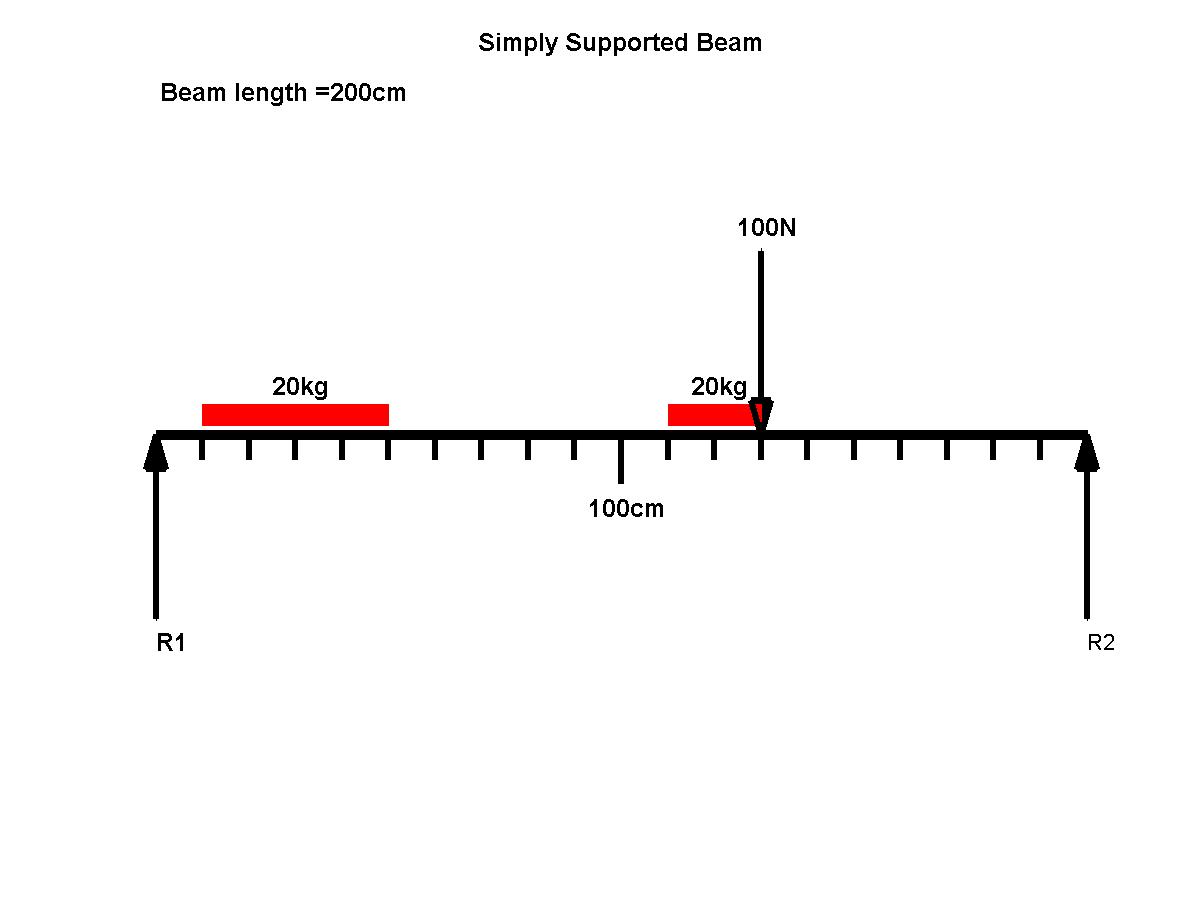 Simply Supported Beam
Beam length =200cm
100N
20kg
20kg
100cm
R1
R2